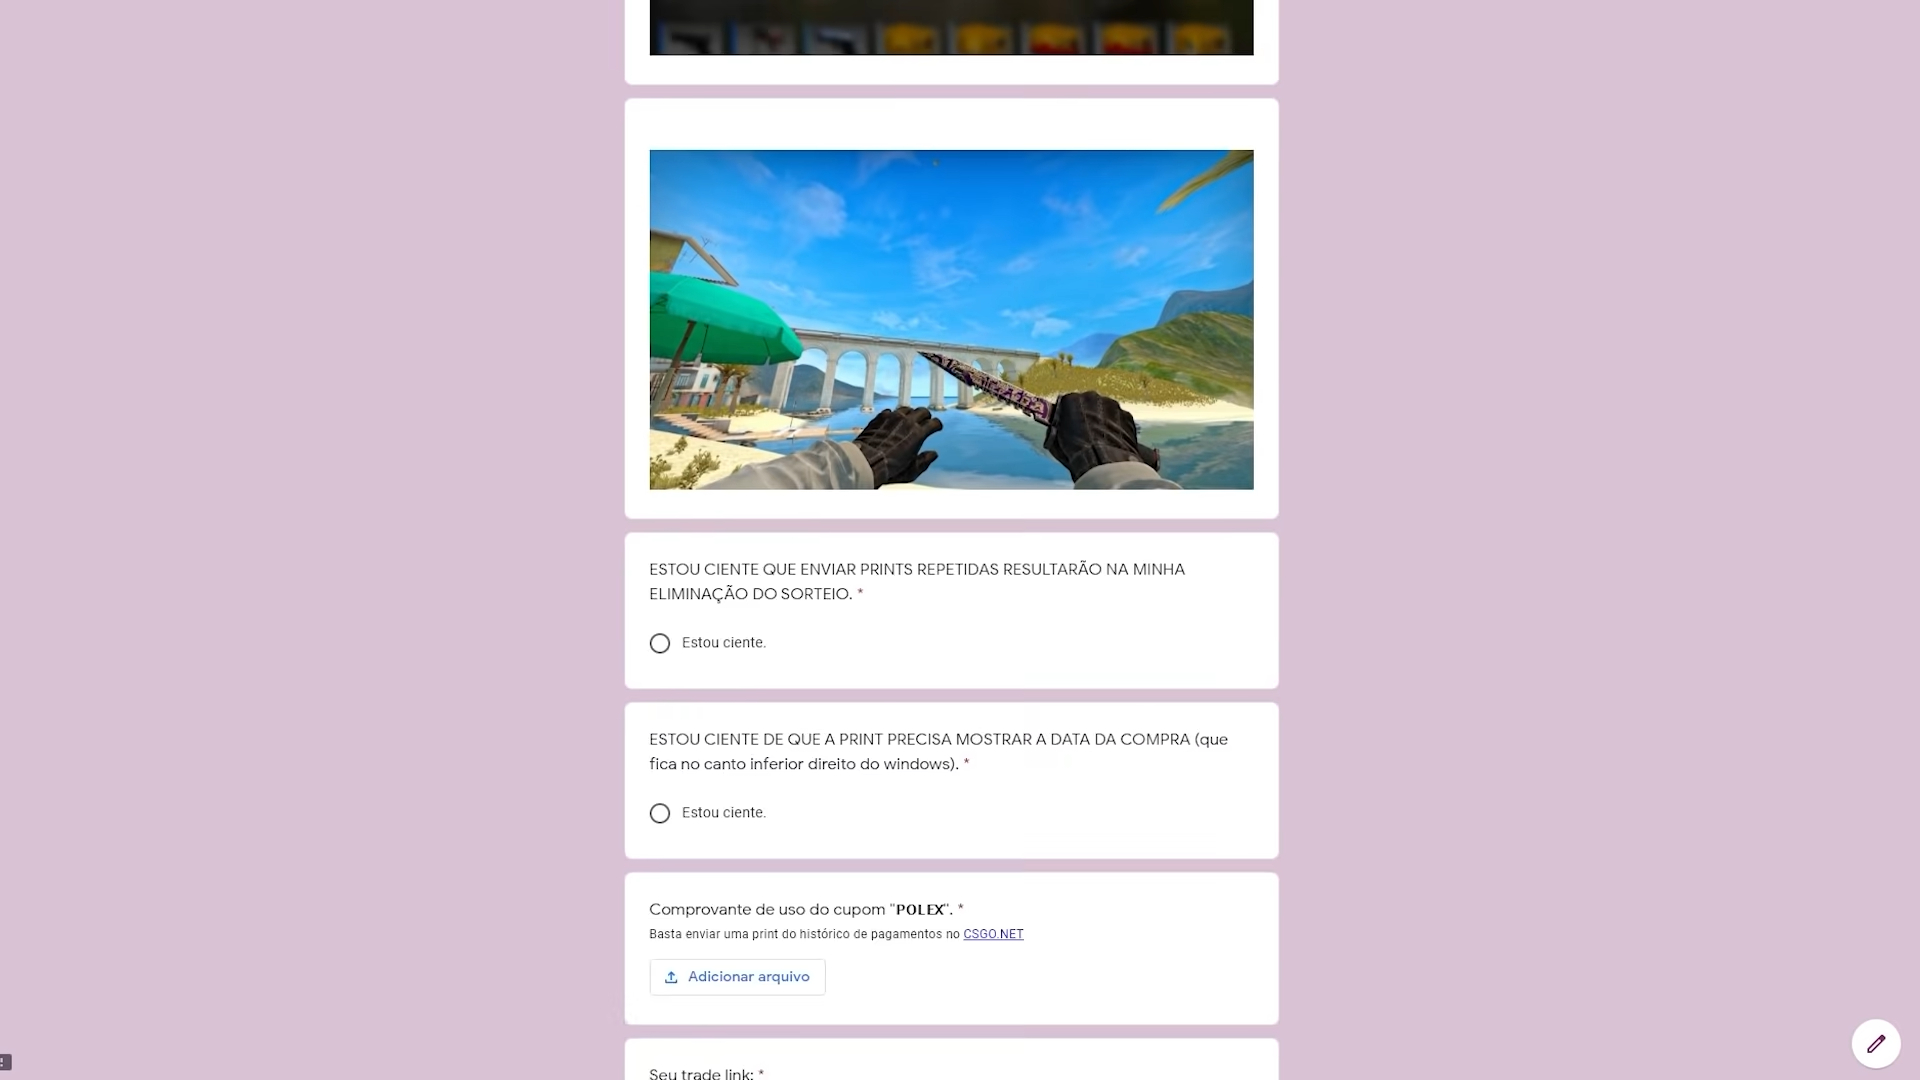 ESTOU CIENTE QUE ENVIAR PRINTS REPETIDAS RESULTARÃO NA MINHA
ELIMINAÇÃO DO SORTEIO. *
Estou ciente.
ESTOU CIENTE DE QUE A PRINT PRECISA MOSTRAR A DATA DA COMPRA (que
fica no canto inferior direito do windows). *
Estou ciente.
Comprovante de uso do cupom "POLEX". *
Basta enviar uma print do histórico de pagamentos no CSGO.NET
Adicionar arquivo
Seu trade link: *